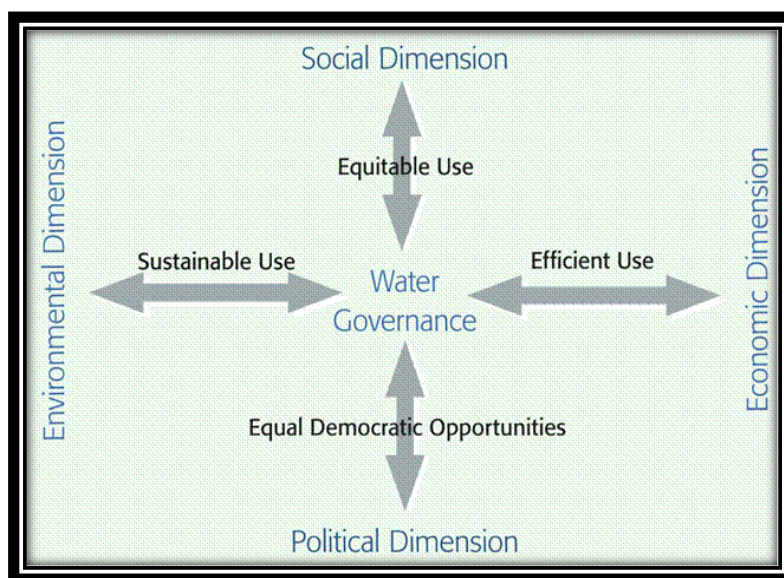 Social Dimension
Equitable Use
Environmental Dimension
Sustainable Use
Water
Governance
Efficient Use
Economic Dimension
Equal Democratic Opportunities
Political Dimension